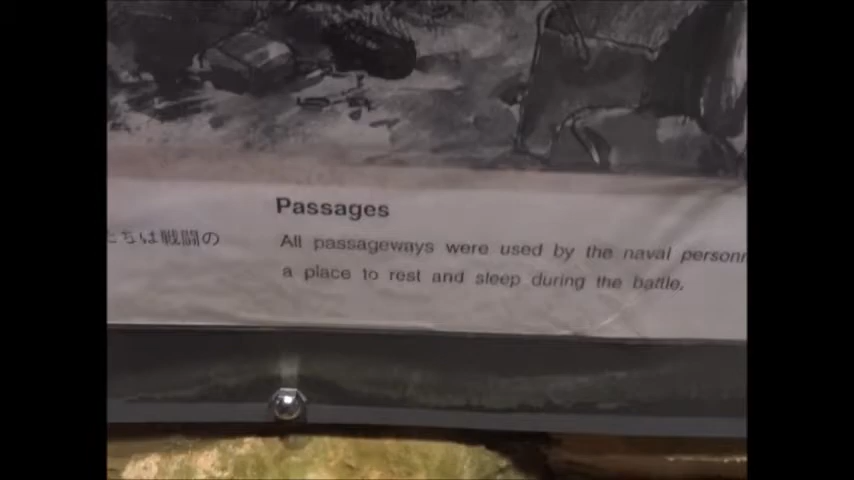 Passages
たちは戦闘の
All passageways were used by the naval
a place to rest and sleep during the battle.